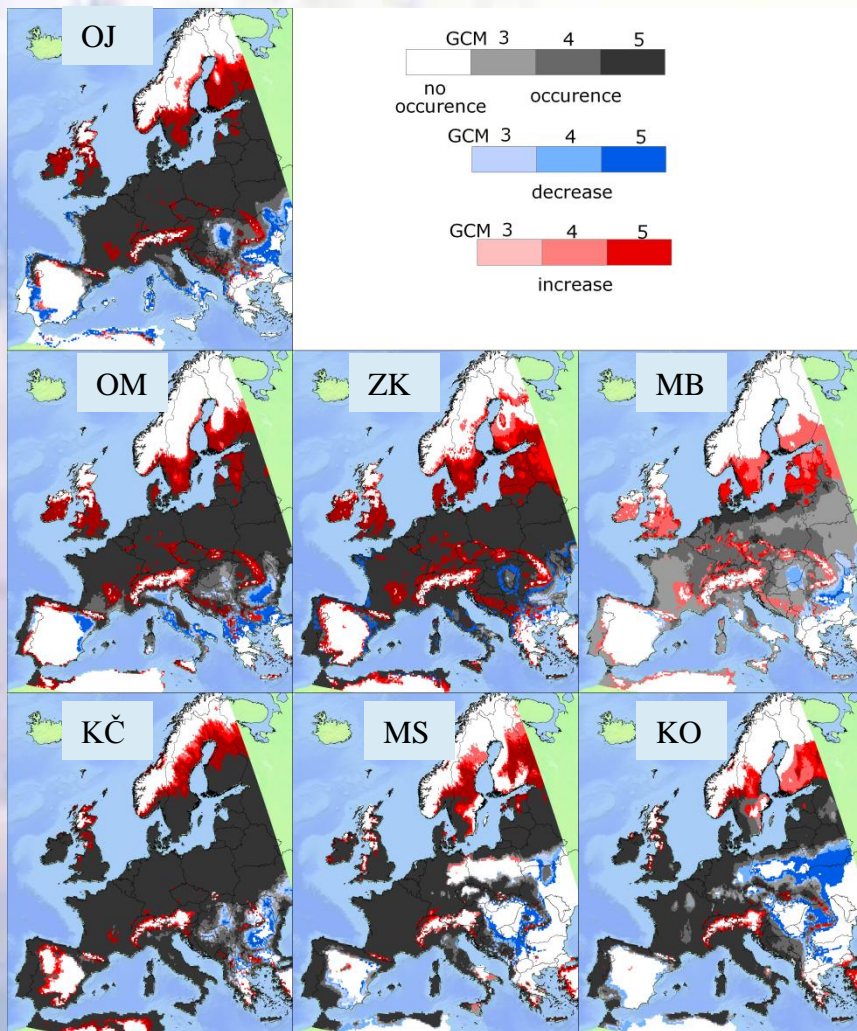 OJ
GCM 3 4 5
no occurence
occurence
3 4 5
decrease
GCM 3 4 5
increase
OM ZK MB
KČ MS KO